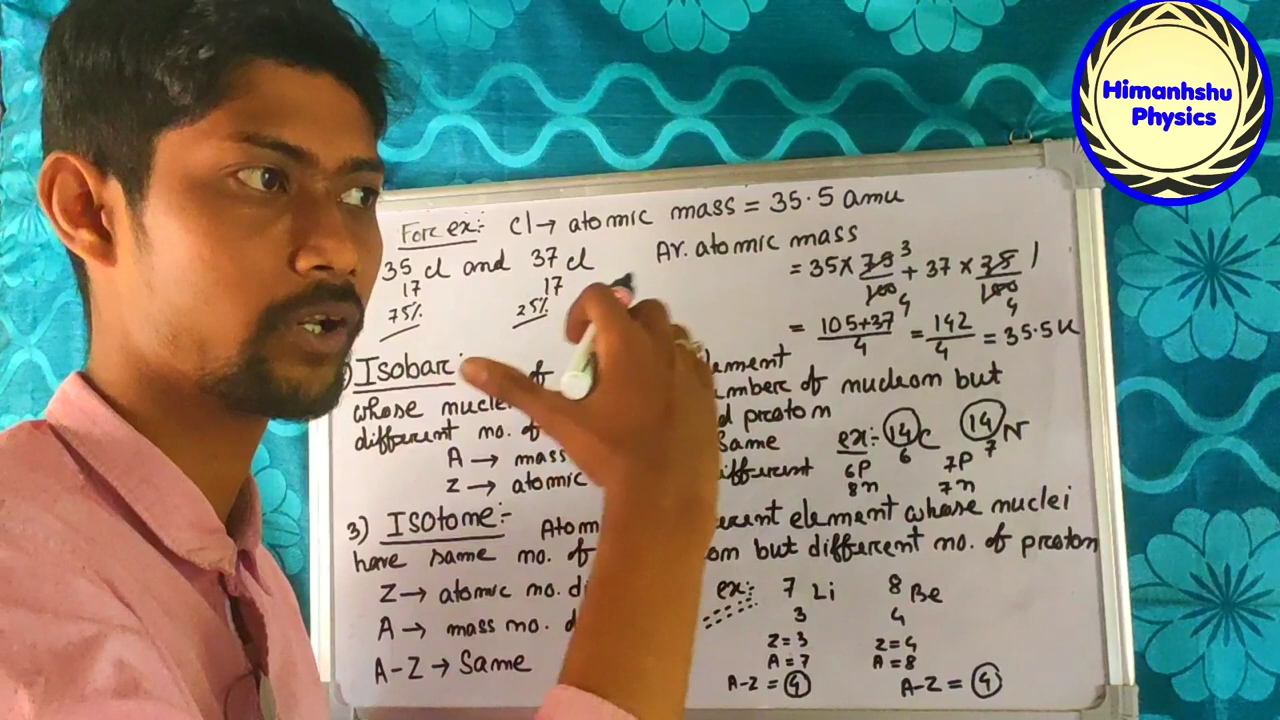 Himanhshu
Physics
For ex:- Cl→ atomic mass = 35.5 amu
35 Cl and 37 Cl
17 17
75% 25%
Av. atomic mass
= 35 × 75 3 / 100 4 + 37 × 25 1 / 100 4
= 105+37 / 4 = 142 / 4 = 35.5 u
Isobar:
of element
whose nucle number of nucleon but
different no. of d proton
A → mass Same
Z → atomic different
ex:- 14 C 14 N
6 7
6P 7P
8n 7n
3) Isotome:- Atom erent element whose nuclei
have same no. of on but different no. of proton
Z → atomic no. di
A → mass no. d
A-Z → Same
ex:- 7 Li 8 Be
3 4
Z=3 Z=4
A=7 A=8
A-Z = 4 A-Z = 4